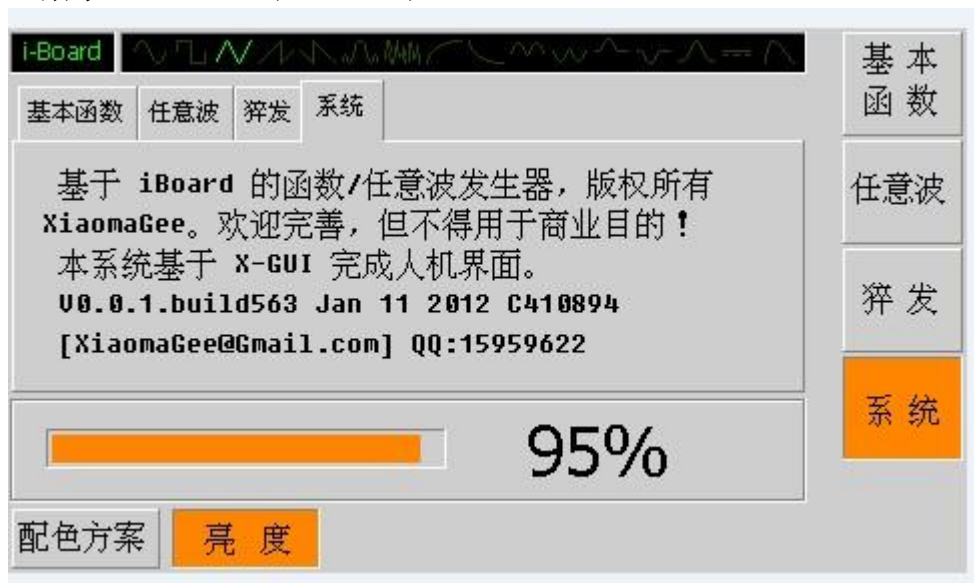 i-Board
基本函数 任意波 猝发 系统
基于 iBoard 的函数/任意波发生器，版权所有
XiaomaGee。欢迎完善，但不得用于商业目的！
本系统基于 X-GUI 完成人机界面。
V0.0.1.build563 Jan 11 2012 C410894
[XiaomaGee@Gmail.com] QQ:15959622
95%
配色方案 亮度
基本
函数
任意波
猝发
系统